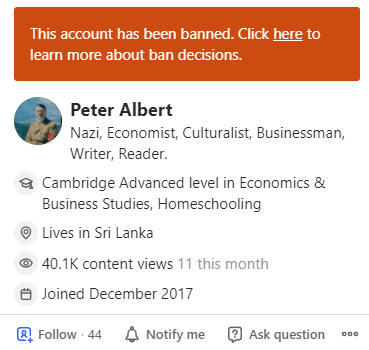 This account has been banned. Click here to
learn more about ban decisions.
Peter Albert
Nazi, Economist, Culturalist, Businessman,
Writer, Reader.
Cambridge Advanced level in Economics &
Business Studies, Homeschooling
Lives in Sri Lanka
40.1K content views 11 this month
Joined December 2017
Follow · 44 Notify me Ask question